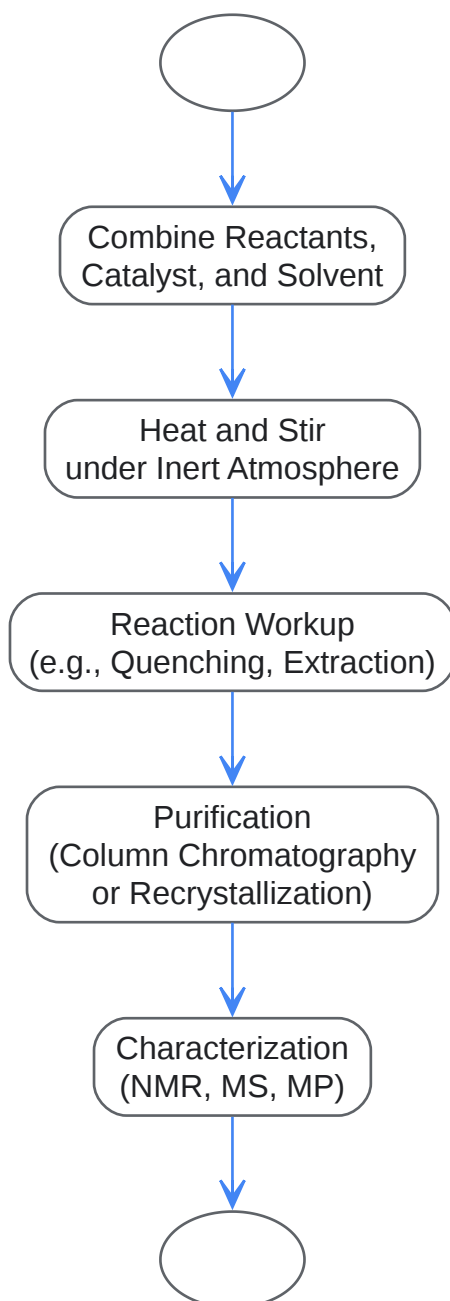 Combine Reactants,
Catalyst, and Solvent
Heat and Stir
under Inert Atmosphere
Reaction Workup
(e.g., Quenching, Extraction)
Purification
(Column Chromatography
or Recrystallization)
Characterization
(NMR, MS, MP)